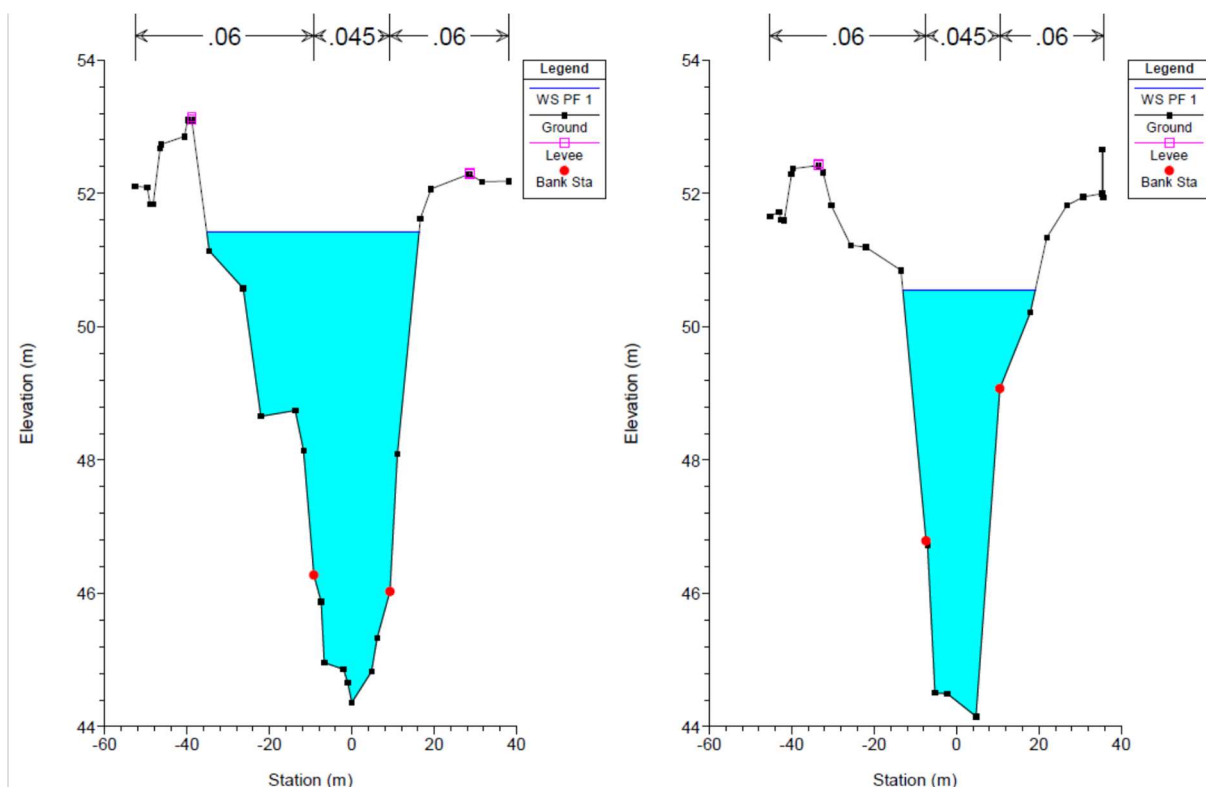 .06 .045 .06
54
52
50
48
46
44
-60 -40 -20 0 20 40
Elevation (m)
Station (m)
Legend
WS PF 1
Ground
Levee
Bank Sta
.06 .045 .06
54
52
50
48
46
44
-60 -40 -20 0 20 40
Elevation (m)
Station (m)
Legend
WS PF 1
Ground
Levee
Bank Sta